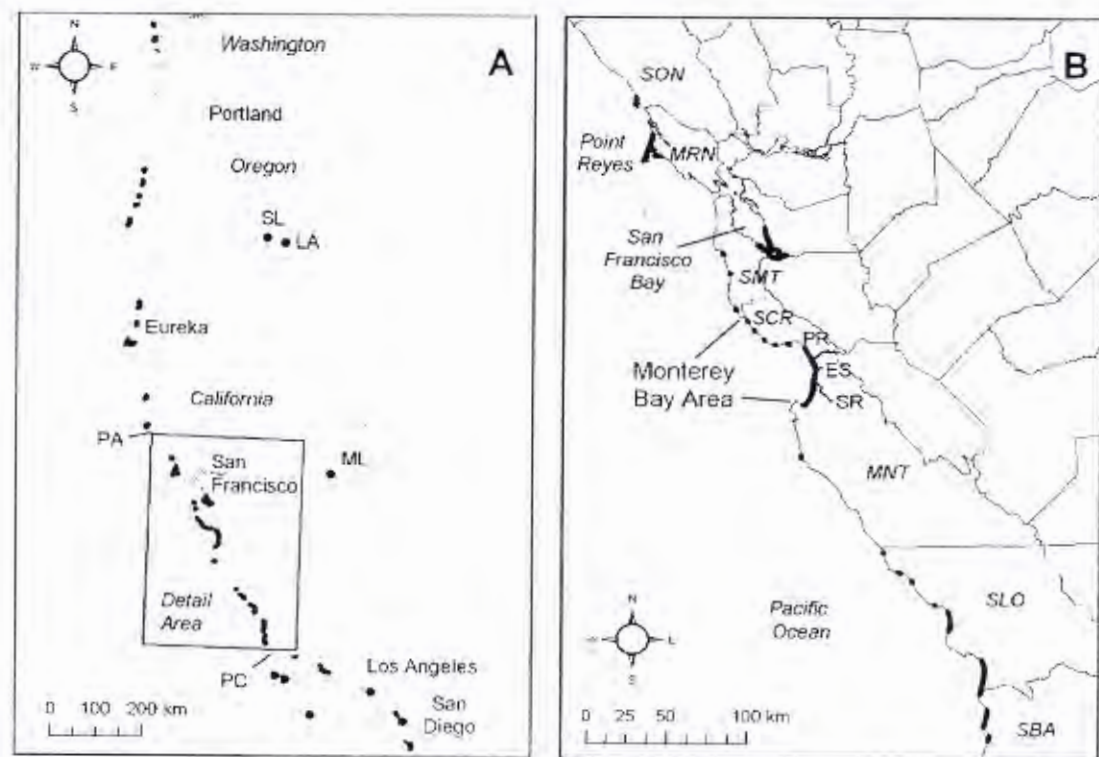 N
W
E
S
Washington
A
Portland
Oregon
SL
LA
Eureka
California
PA
San
Francisco
ML
Detail
Area
PC
Los Angeles
San
Diego
0 100 200 km
B
SON
Point
Reyes
MRN
San
Francisco
Bay
SMT
SCR
PR
Monterey
Bay Area
ES
SR
MNT
N
S
Pacific
Ocean
SLO
SBA
0 25 50 100 km